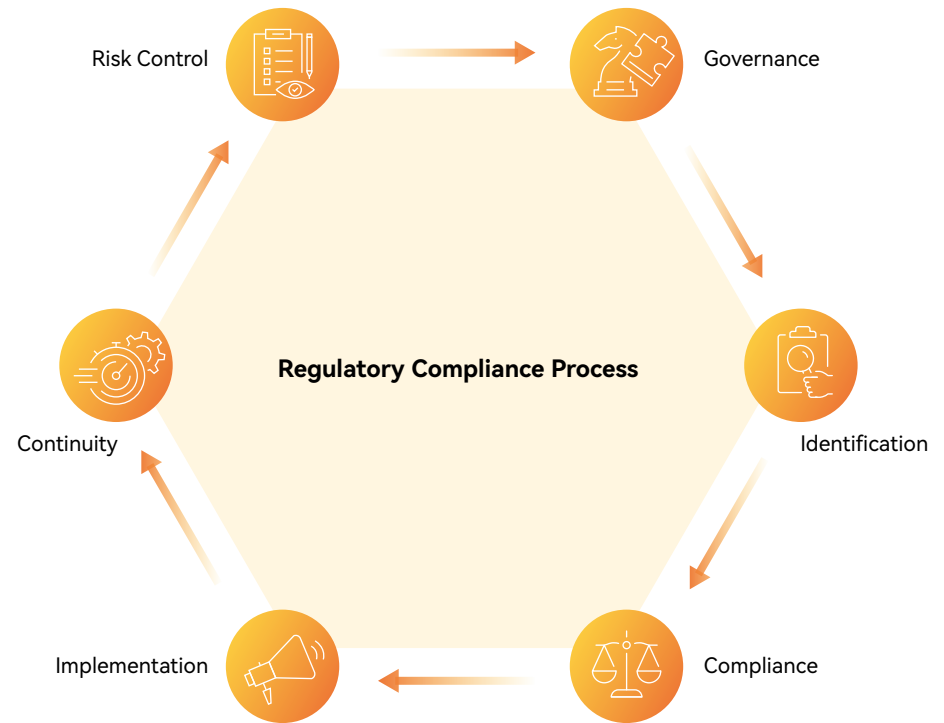 Risk Control
Governance
Regulatory Compliance Process
Continuity
Identification
Implementation
Compliance